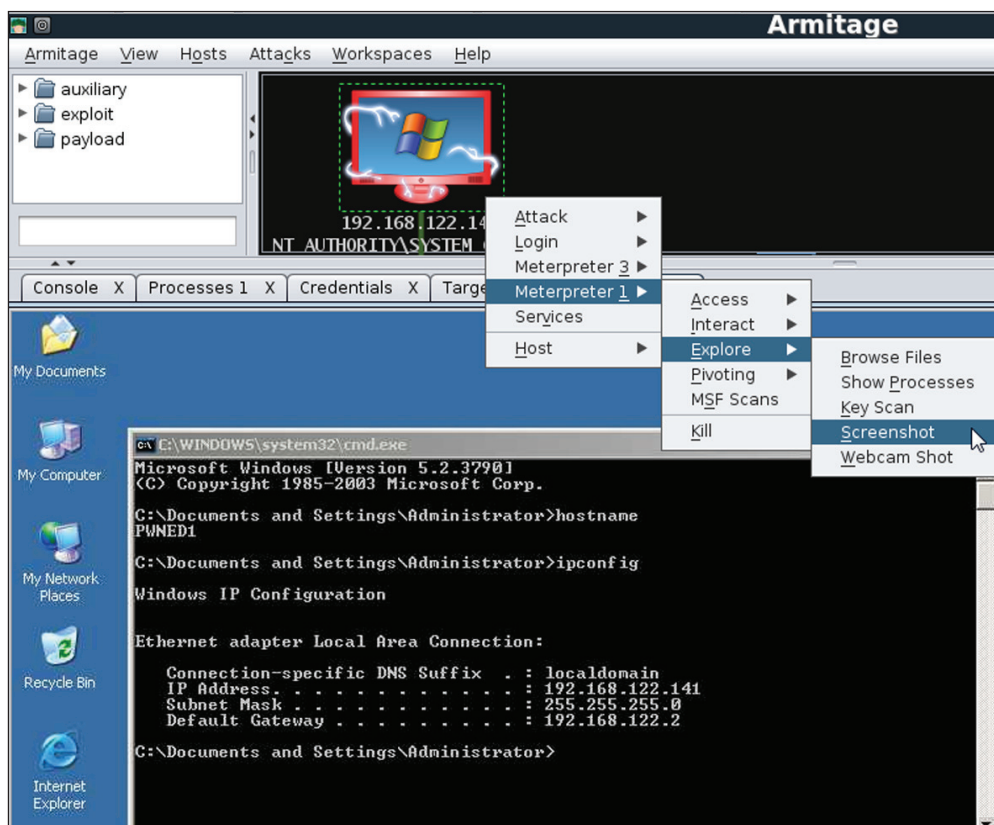 Armitage
Armitage View Hosts Attacks Workspaces Help
auxiliary
exploit
payload
192.168.122.14
NT AUTHORITY\SYSTEM
Attack
Login
Meterpreter 3
Meterpreter 1
Services
Host
Access
Interact
Explore
Pivoting
MSF Scans
Kill
Browse Files
Show Processes
Key Scan
Screenshot
Webcam Shot
Console X Processes 1 X Credentials X
My Documents
My Computer
My Network
Places
Recycle Bin
Internet
Explorer
C:\WINDOWS\system32\cmd.exe
Microsoft Windows [Version 5.2.3790]
(C) Copyright 1985-2003 Microsoft Corp.
C:\Documents and Settings\Administrator>hostname
PWNED1
C:\Documents and Settings\Administrator>ipconfig
Windows IP Configuration
Ethernet adapter Local Area Connection:
Connection-specific DNS Suffix . : localdomain
IP Address. . . . . . . . . . . . : 192.168.122.141
Subnet Mask . . . . . . . . . . . : 255.255.255.0
Default Gateway . . . . . . . . . : 192.168.122.2
C:\Documents and Settings\Administrator>